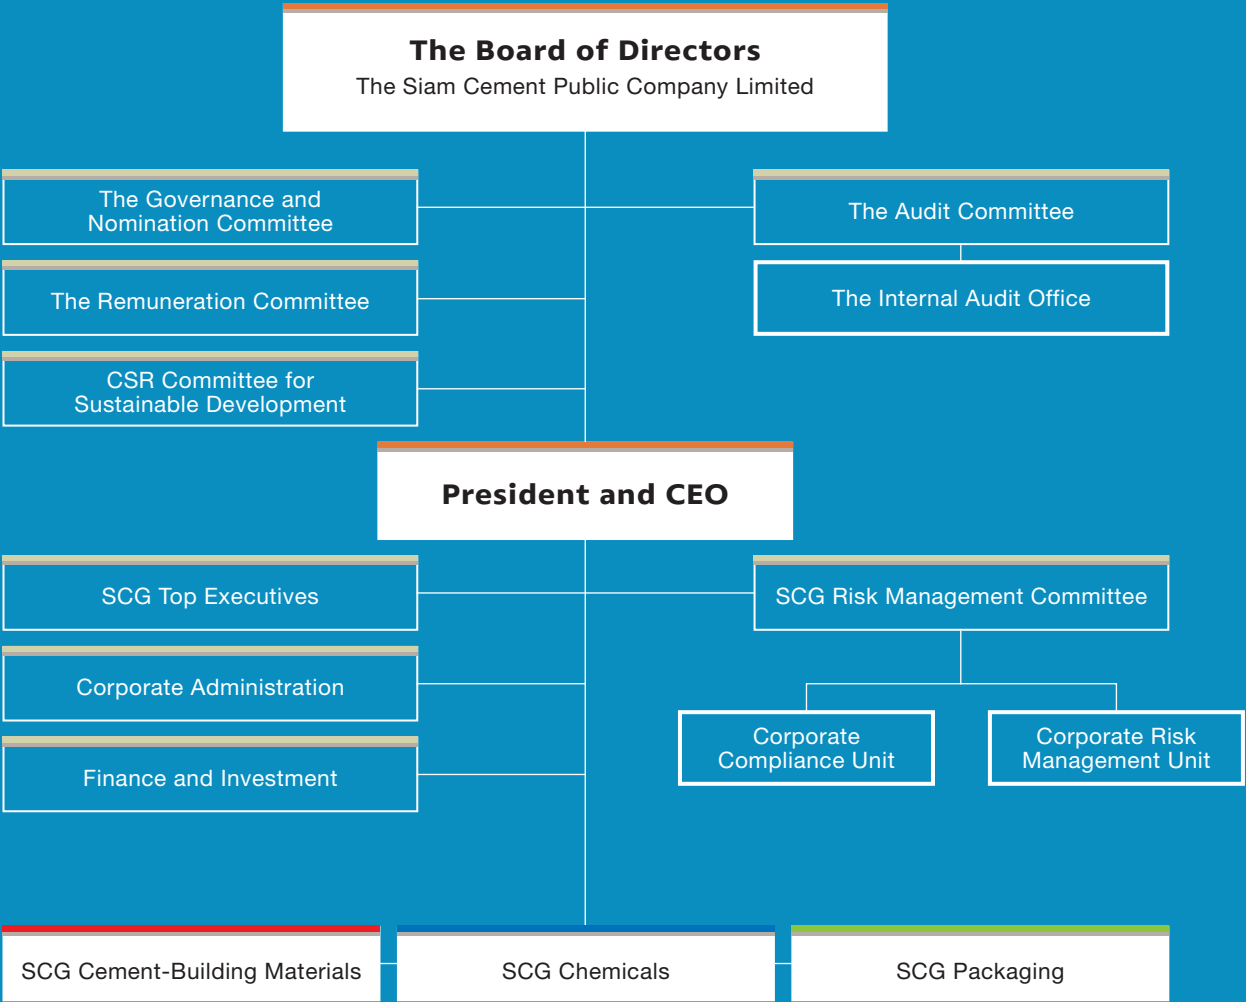 The Board of Directors
The Siam Cement Public Company Limited
The Governance and
Nomination Committee
The Audit Committee
The Remuneration Committee
The Internal Audit Office
CSR Committee for
Sustainable Development
President and CEO
SCG Top Executives
SCG Risk Management Committee
Corporate Administration
Corporate
Compliance Unit
Corporate Risk
Management Unit
Finance and Investment
SCG Cement-Building Materials
SCG Chemicals
SCG Packaging